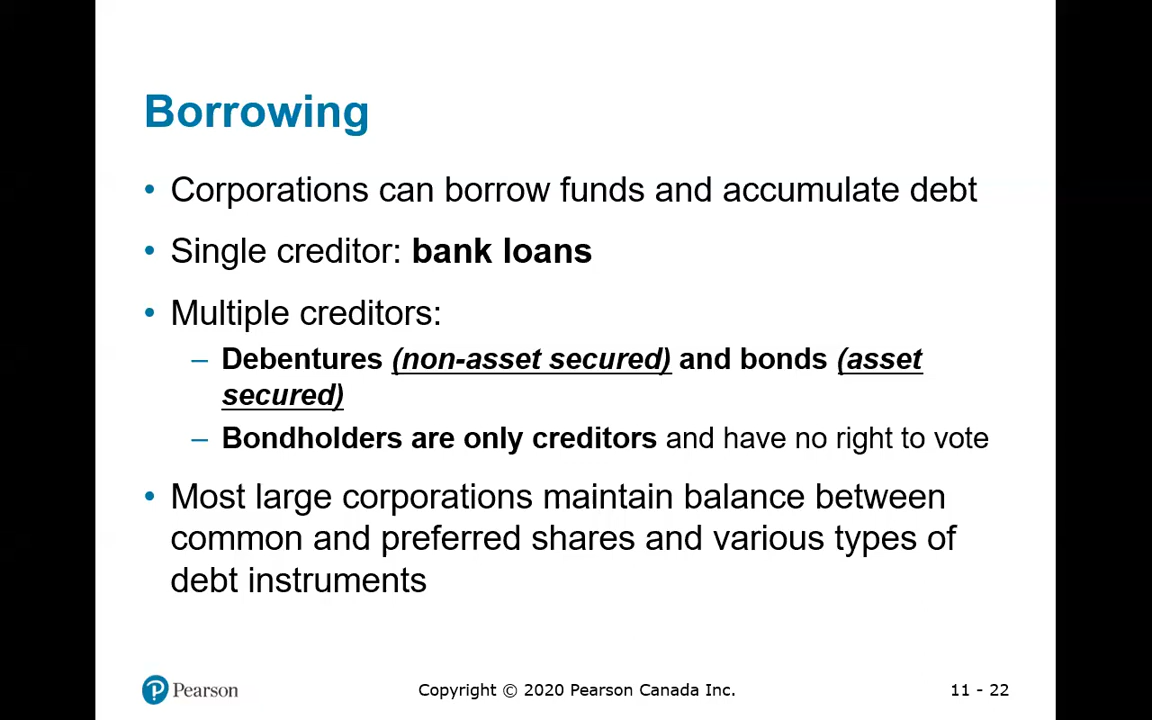 Borrowing
• Corporations can borrow funds and accumulate debt
• Single creditor: bank loans
• Multiple creditors:
– Debentures (non-asset secured) and bonds (asset
secured)
– Bondholders are only creditors and have no right to vote
• Most large corporations maintain balance between
common and preferred shares and various types of
debt instruments
P Pearson
Copyright © 2020 Pearson Canada Inc.
11 - 22